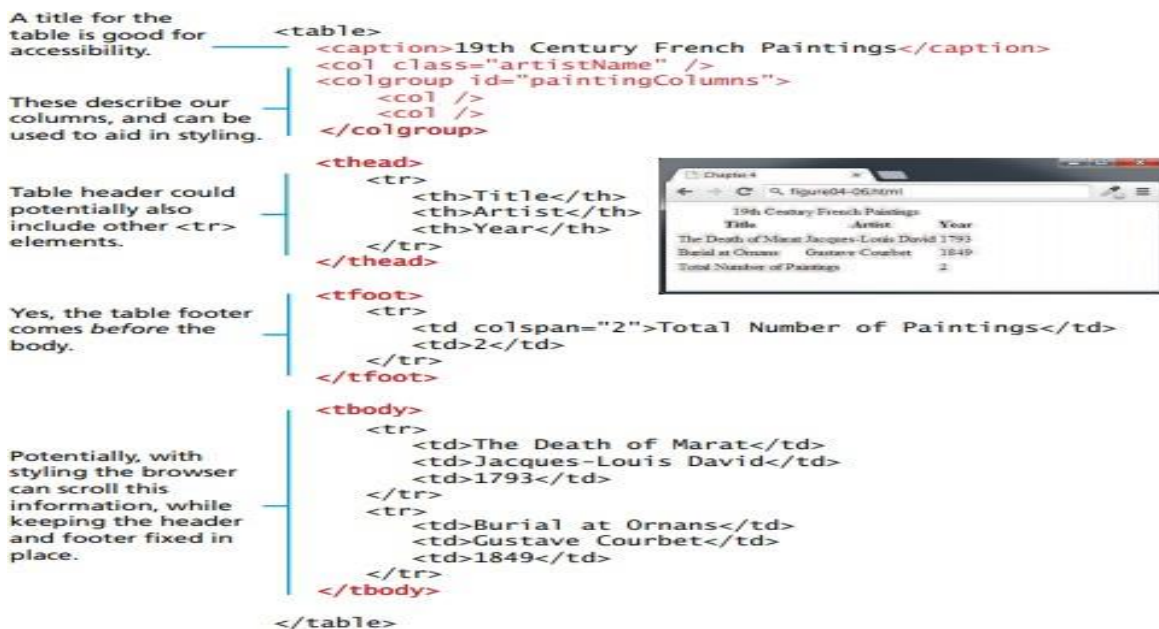 A title for the
table is good for
accessibility.
<table>
<caption>19th Century French Paintings</caption>
<col class="artistName" />
<colgroup id="paintingColumns">
<col />
<col />
</colgroup>
These describe our
columns, and can be
used to aid in styling.
<thead>
<tr>
<th>Title</th>
<th>Artist</th>
<th>Year</th>
</tr>
</thead>
Table header could
potentially also
include other <tr>
elements.
Chapter 4
figure04-06.html
19th Century French Paintings
Title Artist Year
The Death of Marat Jacques-Louis David 1793
Burial at Ornans Gustave Courbet 1849
Total Number of Paintings 2
<tfoot>
<tr>
<td colspan="2">Total Number of Paintings</td>
<td>2</td>
</tr>
</tfoot>
Yes, the table footer
comes before the
body.
<tbody>
<tr>
<td>The Death of Marat</td>
<td>Jacques-Louis David</td>
<td>1793</td>
</tr>
<tr>
<td>Burial at Ornans</td>
<td>Gustave Courbet</td>
<td>1849</td>
</tr>
</tbody>
Potentially, with
styling the browser
can scroll this
information, while
keeping the header
and footer fixed in
place.
</table>